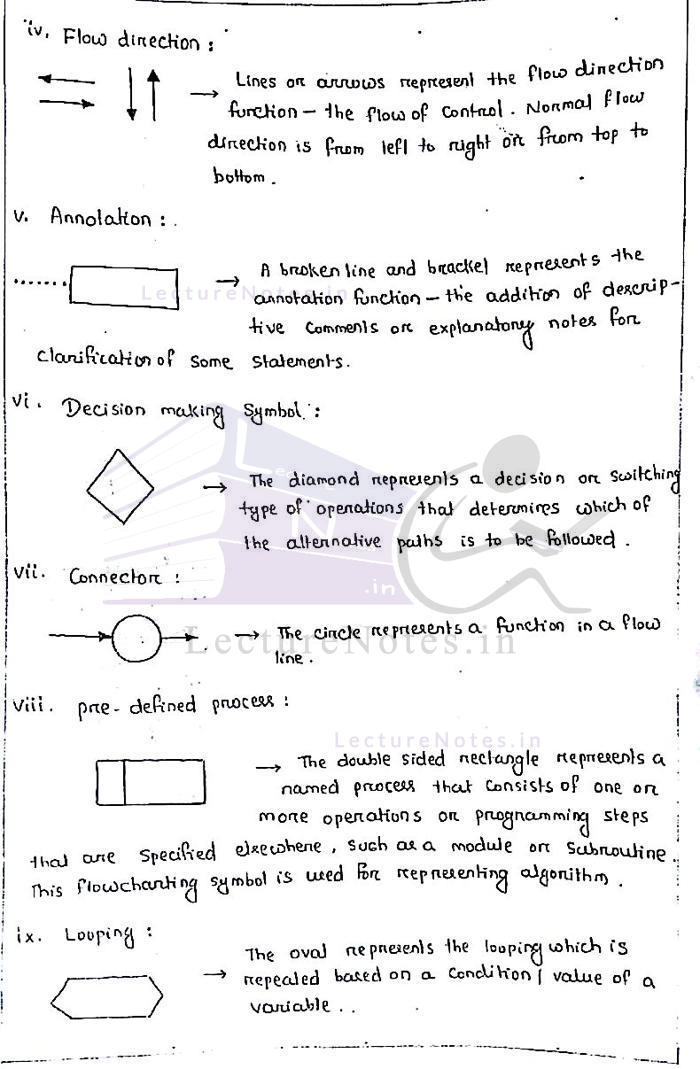 iv. Flow direction :
→ Lines or arrows represent the flow direction
function – the flow of control. Normal flow
direction is from left to right or from top to
bottom.
v. Annotation :
→ A broken line and bracket represents the
LectureNotes.in
annotation function – the addition of descrip-
tive comments or explanatory notes for
clarification of some statements.
vi. Decision making symbol :
→ The diamond represents a decision or switching
type of operations that determines which of
the alternative paths is to be followed.
vii. Connector :
.in
→ The circle represents a function in a flow
LectureNotes.in
line.
viii. pre-defined process :
LectureNotes.in
→ The double sided rectangle represents a
named process that consists of one or
more operations or programming steps
that are specified elsewhere, such as a module or subroutine.
This flowcharting symbol is used for representing algorithm.
ix. Looping :
The oval represents the looping which is
→ repeated based on a condition / value of a
variable..